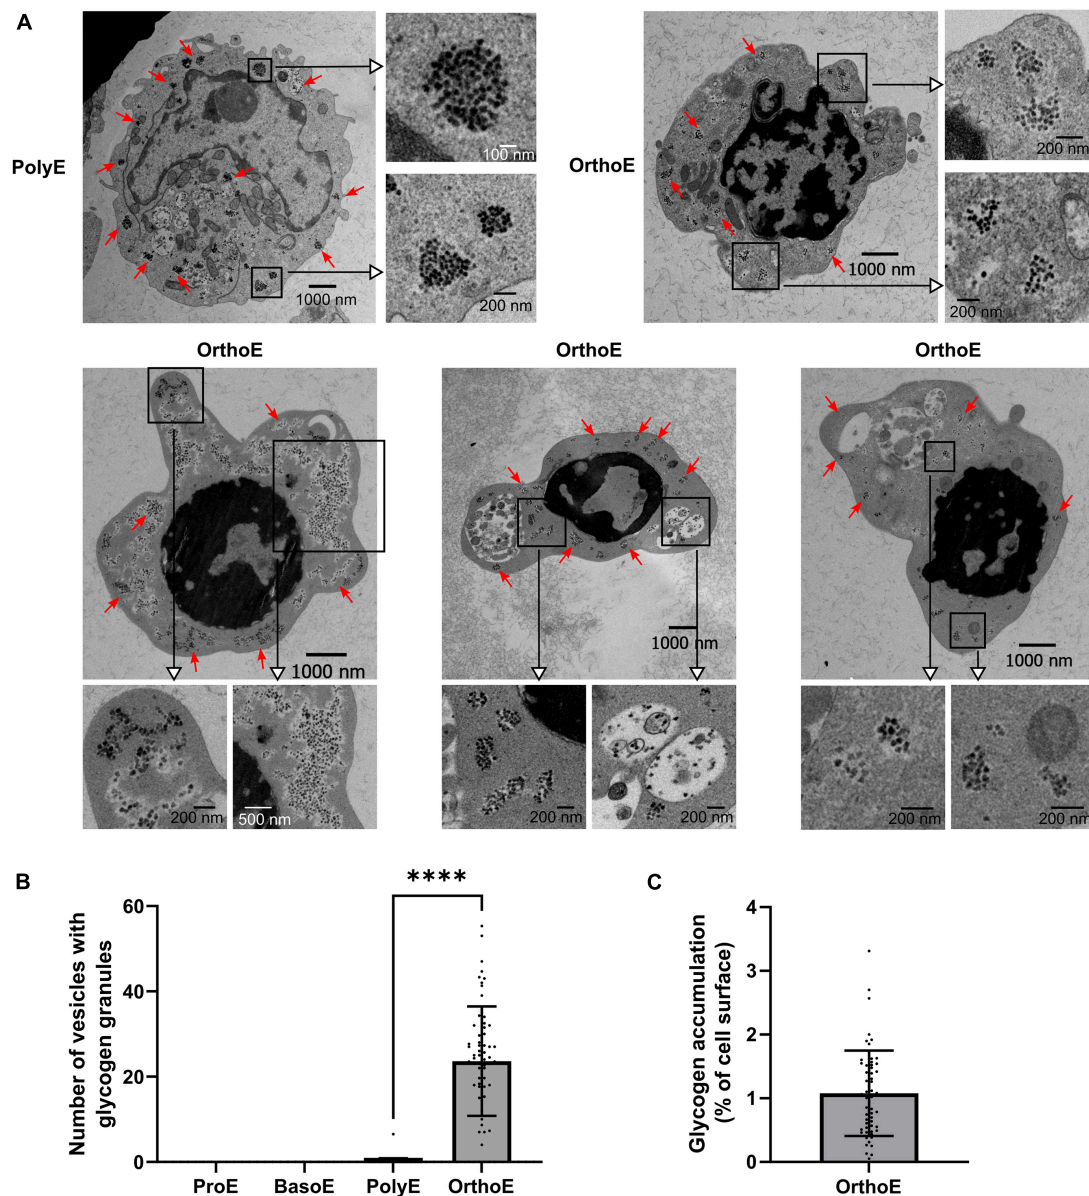 A
PolyE
1000 nm
100 nm
200 nm
OrthoE
1000 nm
200 nm
200 nm
OrthoE
1000 nm
200 nm
500 nm
OrthoE
1000 nm
200 nm
200 nm
OrthoE
1000 nm
200 nm
200 nm
B
Number of vesicles with
glycogen granules
60
40
20
0
****
ProE
BasoE
PolyE
OrthoE
C
Glycogen accumulation
(% of cell surface)
4
3
2
1
0
OrthoE